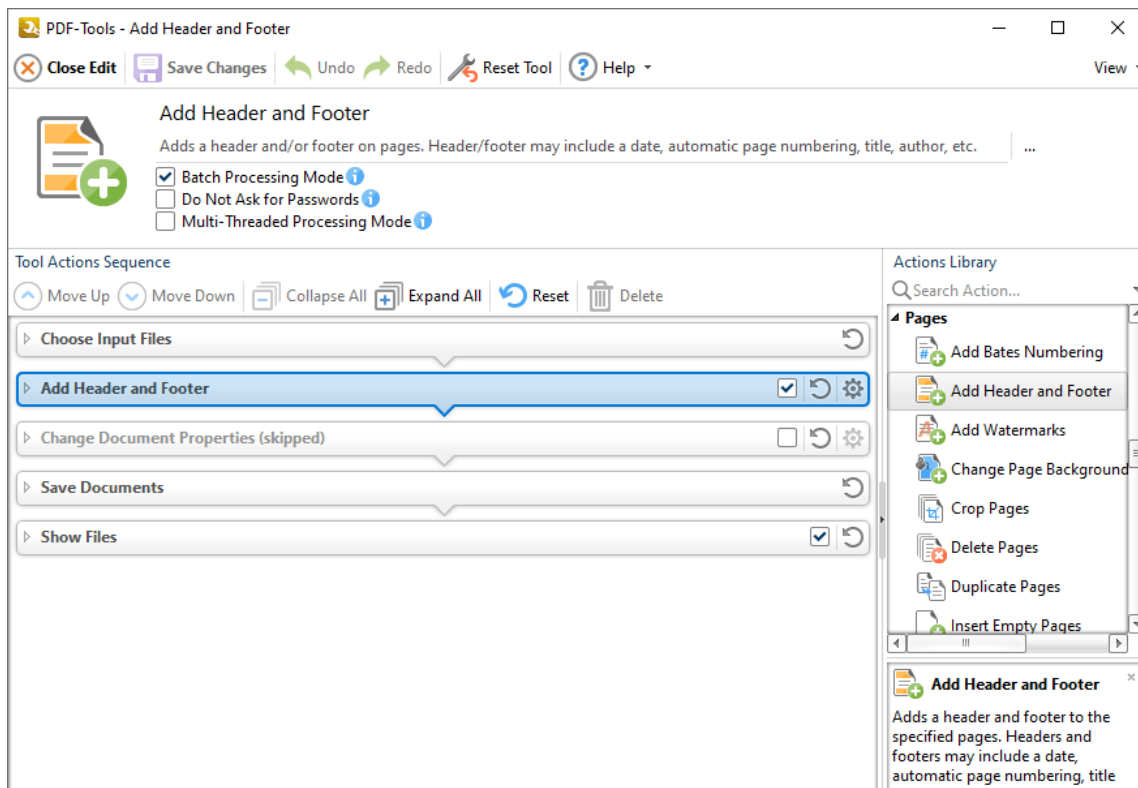 PDF-Tools - Add Header and Footer
Close Edit Save Changes Undo Redo Reset Tool Help View
Add Header and Footer
Adds a header and/or footer on pages. Header/footer may include a date, automatic page numbering, title, author, etc. ...
Batch Processing Mode
Do Not Ask for Passwords
Multi-Threaded Processing Mode
Tool Actions Sequence
Move Up Move Down Collapse All Expand All Reset Delete
Choose Input Files
Add Header and Footer
Change Document Properties (skipped)
Save Documents
Show Files
Actions Library
Search Action...
Pages
Add Bates Numbering
Add Header and Footer
Add Watermarks
Change Page Background
Crop Pages
Delete Pages
Duplicate Pages
Insert Empty Pages
Add Header and Footer
Adds a header and footer to the
specified pages. Headers and
footers may include a date,
automatic page numbering, title